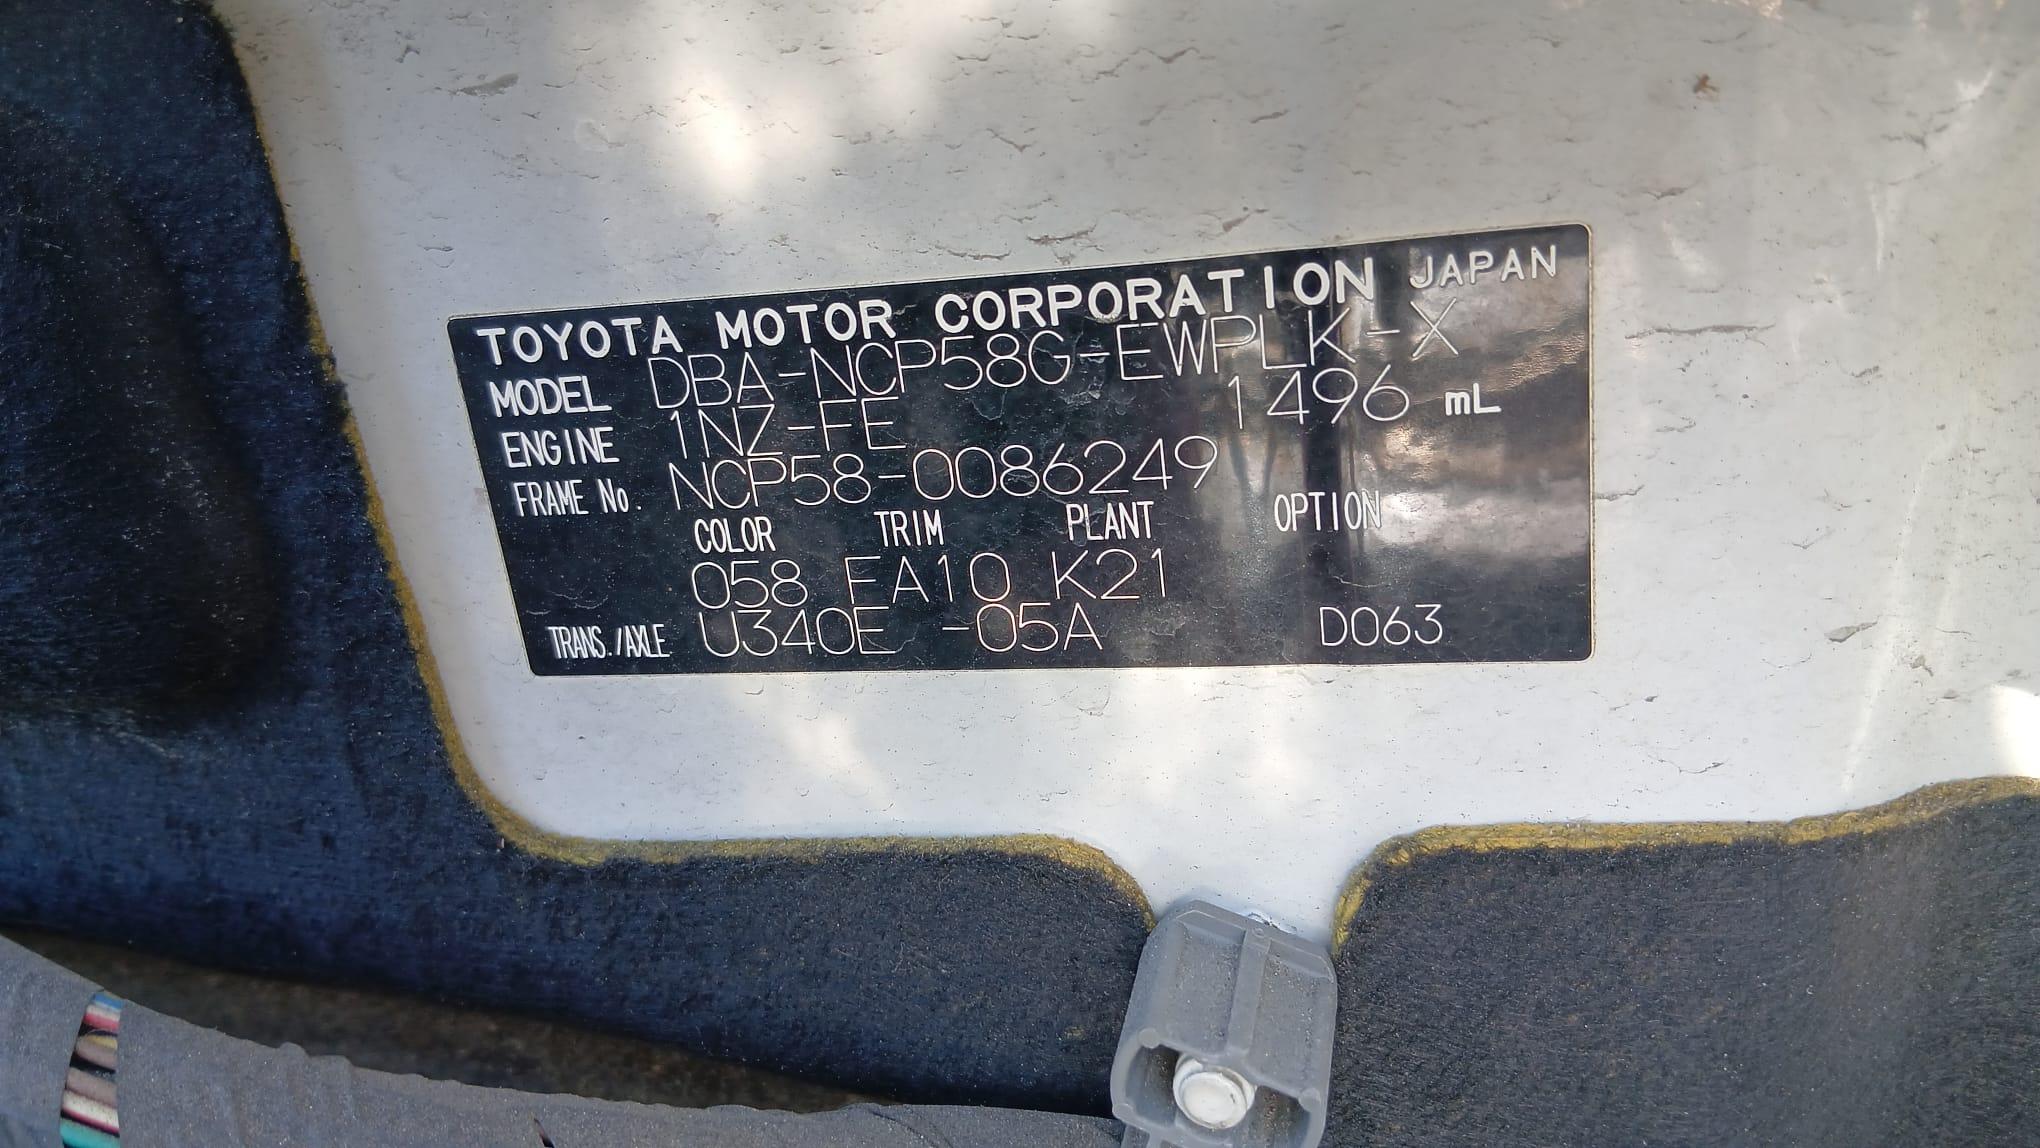 TOYOTA MOTOR CORPORATION JAPAN
MODEL DBA-NCP58G-EWPLK-X
ENGINE 1NZ-FE 1496 mL
FRAME No. NCP58-0086249
COLOR TRIM PLANT OPTION
058 FA10 K21
TRANS./AXLE U340E -05A D063